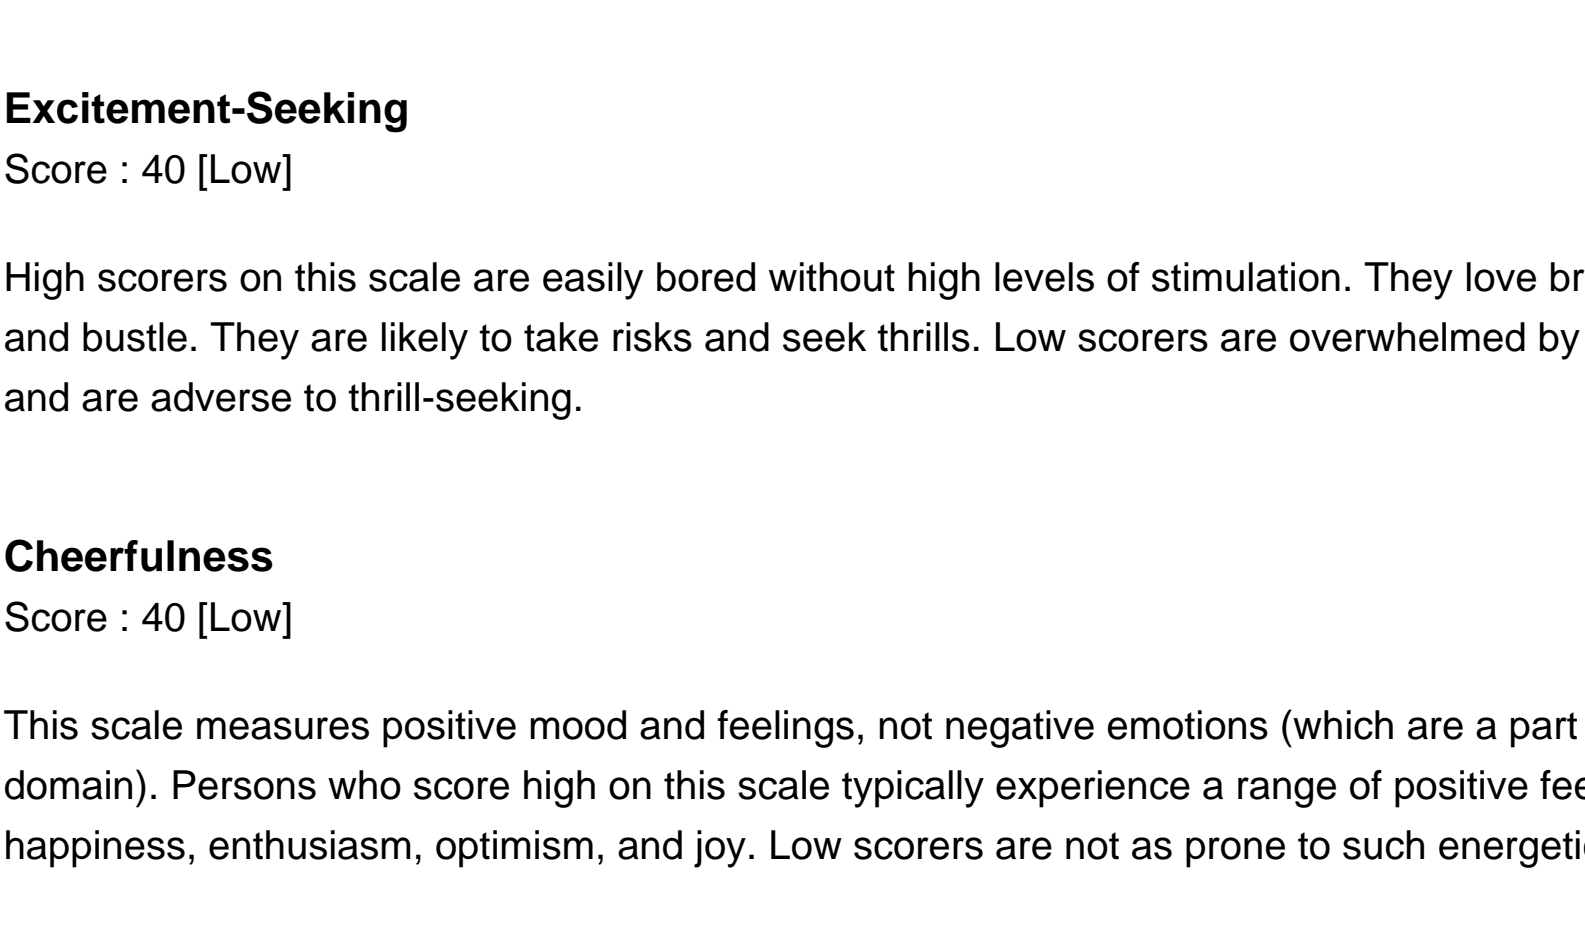 Excitement-Seeking
Score : 40 [Low]
High scorers on this scale are easily bored without high levels of stimulation. They love
and bustle. They are likely to take risks and seek thrills. Low scorers are overwhelmed by
and are adverse to thrill-seeking.
Cheerfulness
Score : 40 [Low]
This scale measures positive mood and feelings, not negative emotions (which are a part
domain). Persons who score high on this scale typically experience a range of positive
happiness, enthusiasm, optimism, and joy. Low scorers are not as prone to such